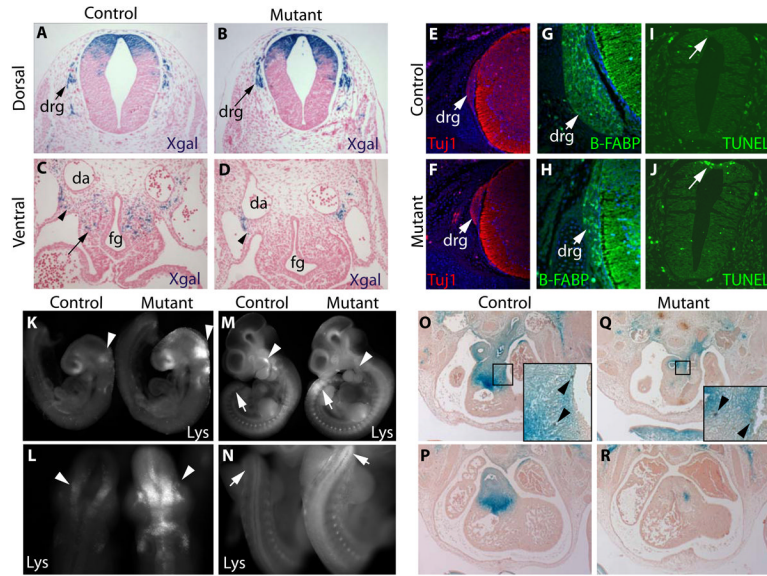 Control
Mutant
Dorsal
Ventral
A
drg
Xgal
B
drg
Xgal
C
da
fg
Xgal
D
da
fg
Xgal
Control
Mutant
E
drg
Tuj1
G
drg
B-FABP
I
TUNEL
F
drg
Tuj1
H
drg
B-FABP
J
TUNEL
Control
Mutant
K
Lys
Control
Mutant
M
Lys
L
Lys
N
Lys
Control
Mutant
O
Q
P
R